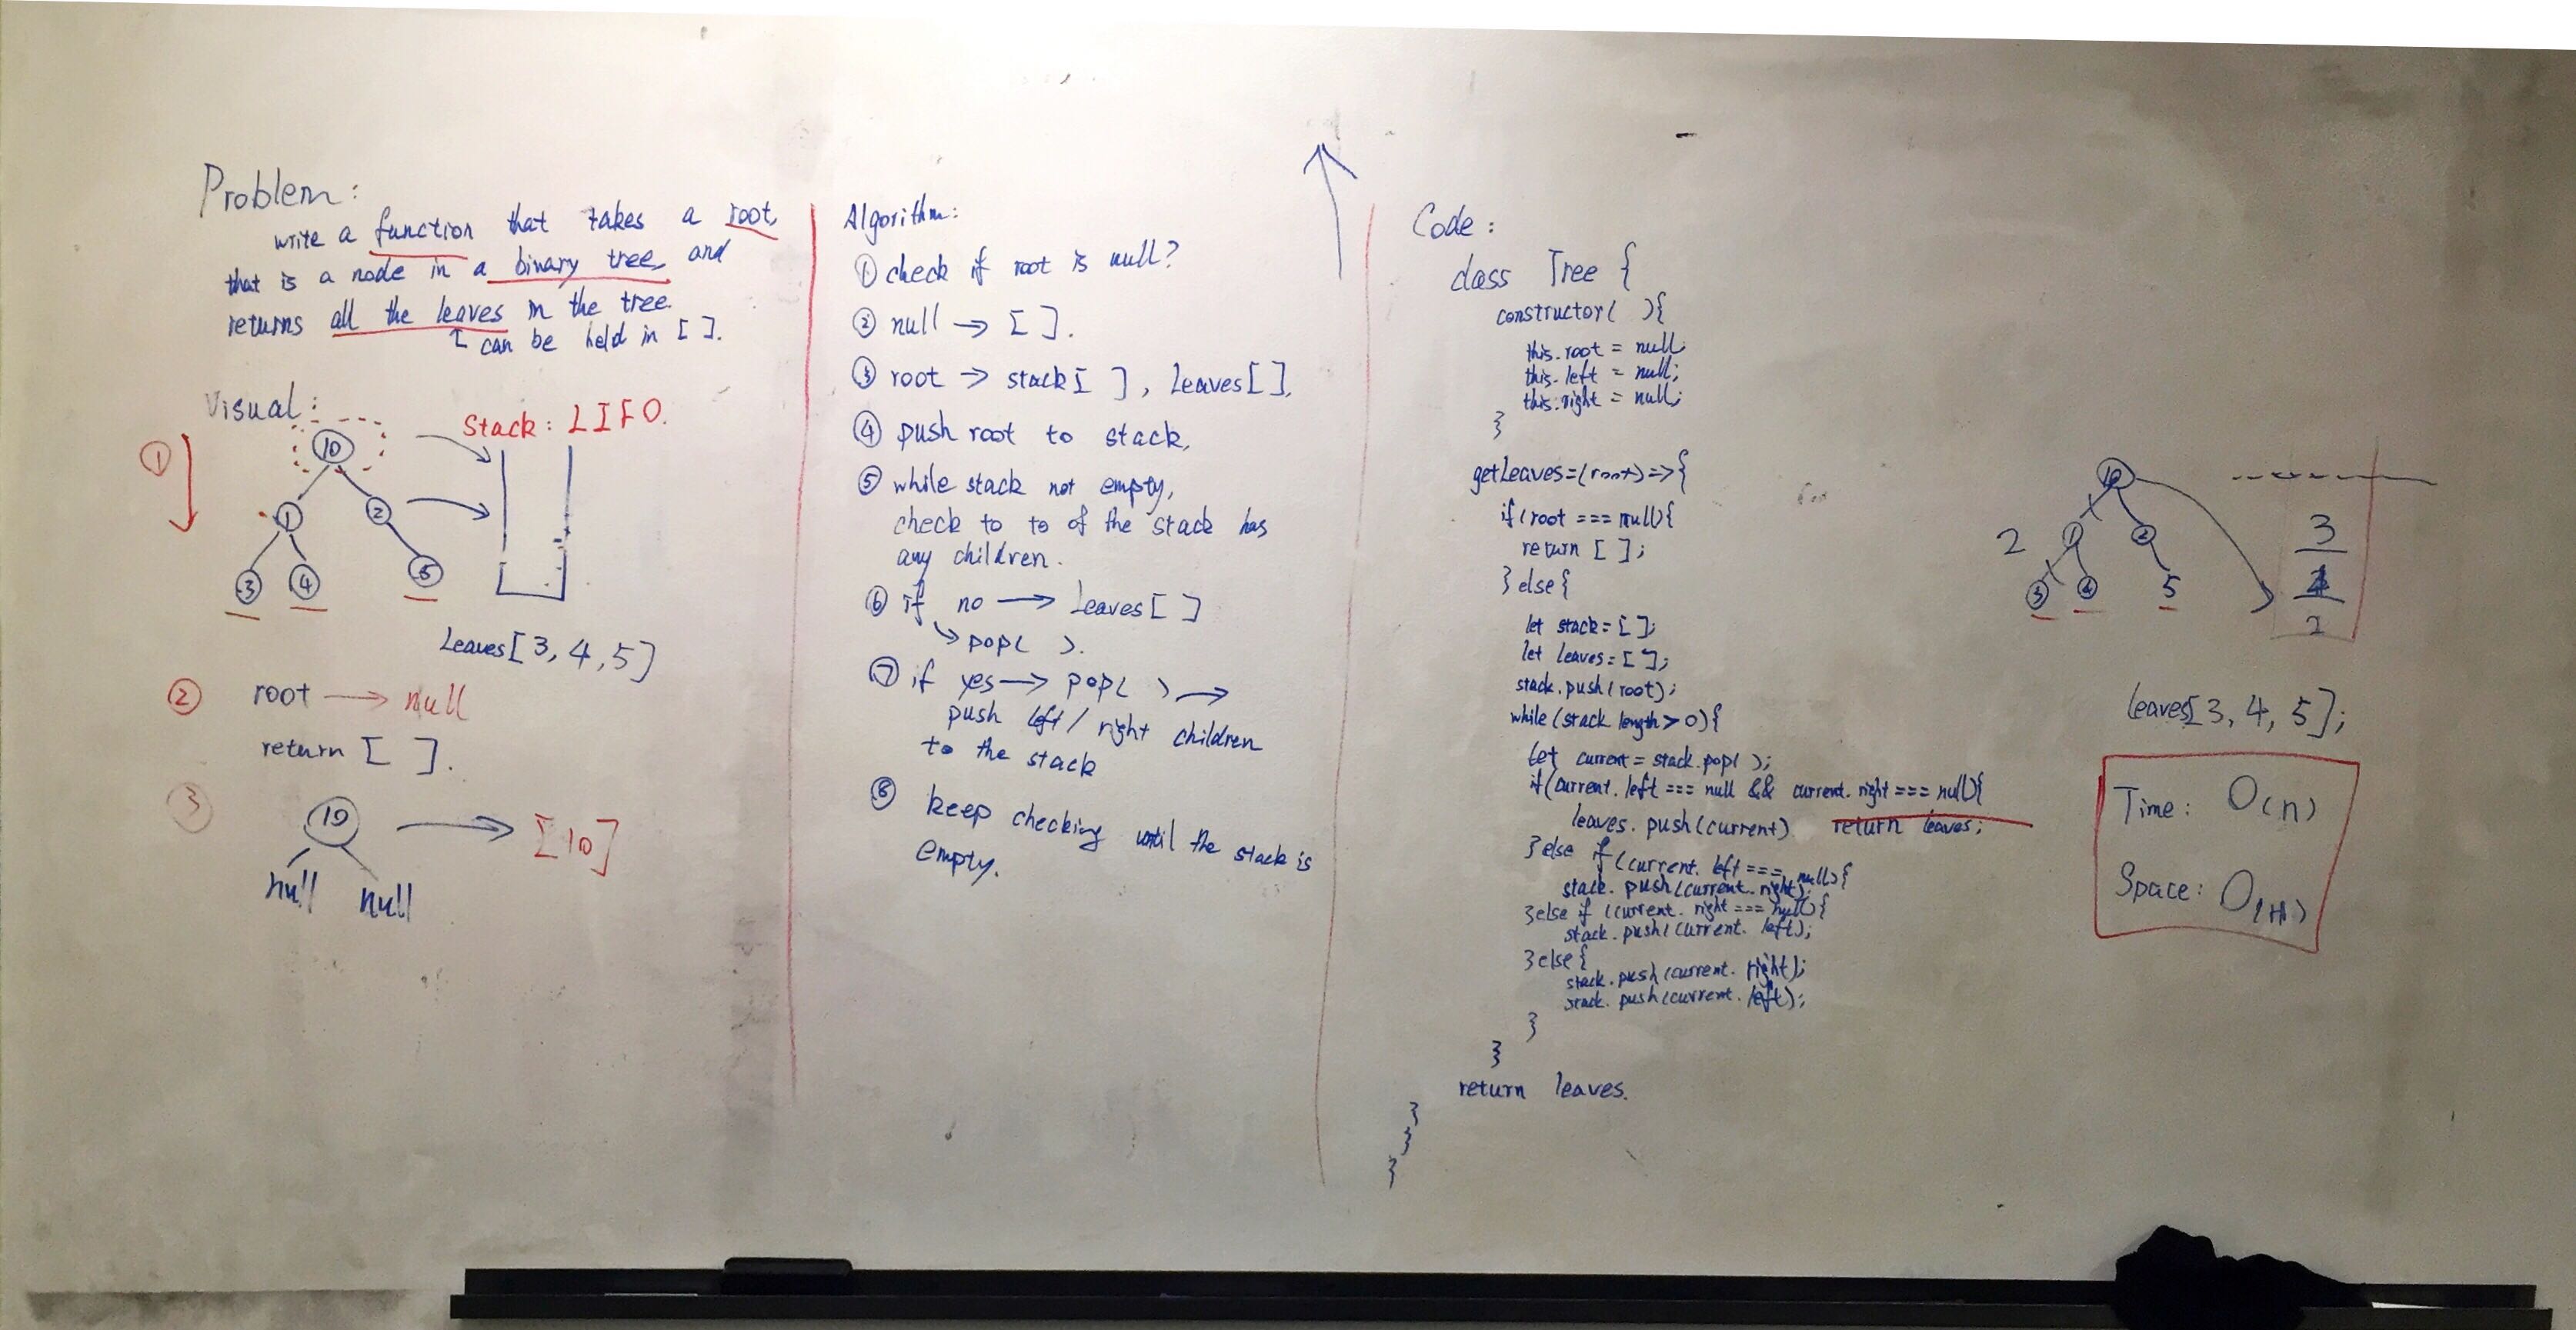 Problem:
write a function that takes a root,
that is a node in a binary tree, and
returns all the leaves in the tree.
can be held in [ ].
Visual:
①
10
1
2
3
4
5
Stack: LIFO.
Leaves[3, 4, 5]
② root → null
return [ ].
③
10 → [10]
null null
Algorithm:
① check if root is null?
② null → [ ].
③ root → stack[ ], Leaves[ ],
④ push root to stack,
⑤ while stack not empty,
check to to of the stack has
any children.
⑥ if no → Leaves[ ]
↳ pop( ).
⑦ if yes → pop( ) →
push left / right children
to the stack
⑧ keep checking until the stack is
empty.
Code:
class Tree {
constructor( ){
this.root = null;
this.left = null;
this.right = null;
}
getLeaves=(root)=>{
if(root === null){
return [ ];
} else{
let stack = [ ];
let leaves = [ ];
stack.push(root);
while(stack length > 0){
let current = stack.pop( );
if(current.left === null && current.right === null){
leaves.push(current) return leaves;
} else if(current.left === null){
stack.push(current.right);
}else if (current.right === null){
stack.push(current.left);
}else{
stack.push(current.right);
stack.push(current.left);
}
}
return leaves.
}
}
}
10
2
1
2
3
4
5
3
2
leaves[3, 4, 5];
Time: O(n)
Space: O(H)